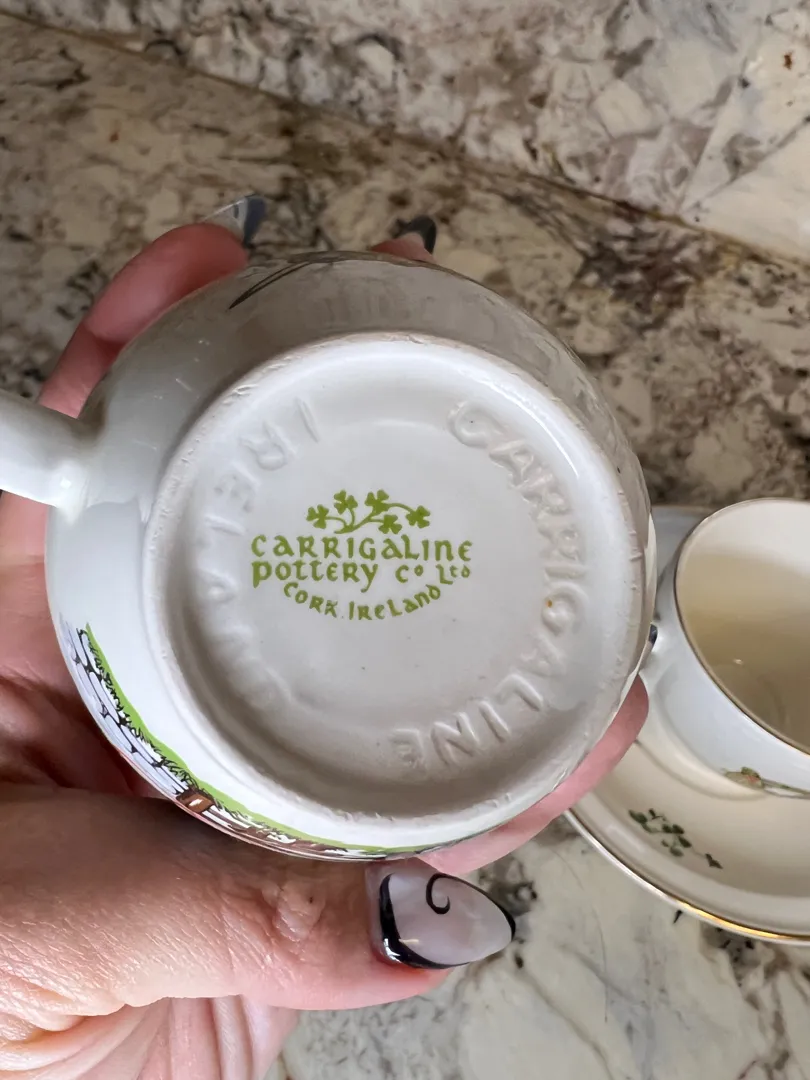 CARRIGALINE
POTTERY Co Ltd
CORK.IRELAND
CARRIGALINE
IRELAND